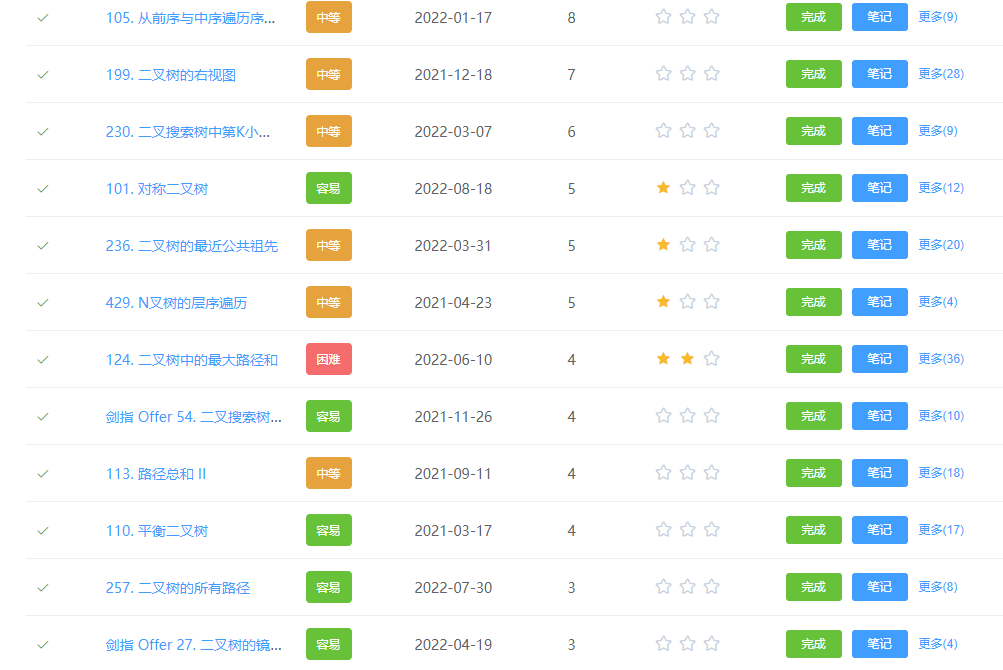 105. 从前序与中序遍历序... 中等 2022-01-17 8 完成 笔记 更多(9)
199. 二叉树的右视图 中等 2021-12-18 7 完成 笔记 更多(28)
230. 二叉搜索树中第K小... 中等 2022-03-07 6 完成 笔记 更多(9)
101. 对称二叉树 容易 2022-08-18 5 完成 笔记 更多(12)
236. 二叉树的最近公共祖先 中等 2022-03-31 5 完成 笔记 更多(20)
429. N叉树的层序遍历 中等 2021-04-23 5 完成 笔记 更多(4)
124. 二叉树中的最大路径和 困难 2022-06-10 4 完成 笔记 更多(36)
剑指 Offer 54. 二叉搜索树... 容易 2021-11-26 4 完成 笔记 更多(10)
113. 路径总和 II 中等 2021-09-11 4 完成 笔记 更多(18)
110. 平衡二叉树 容易 2021-03-17 4 完成 笔记 更多(17)
257. 二叉树的所有路径 容易 2022-07-30 3 完成 笔记 更多(8)
剑指 Offer 27. 二叉树的镜... 容易 2022-04-19 3 完成 笔记 更多(4)